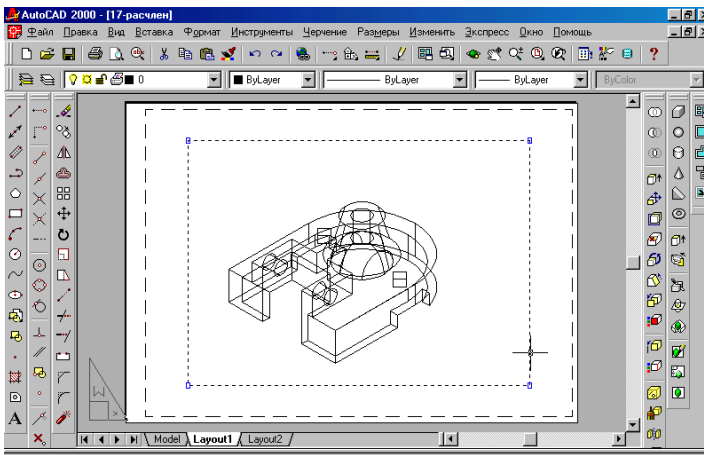 AutoCAD 2000 - [17-расчлен]
Файл Правка Вид Вставка Формат Инструменты Черчение Размеры Изменить Экспресс Окно Помощь
0 ByLayer ByLayer ByLayer ByColor
A
W
X
Model Layout1 Layout2